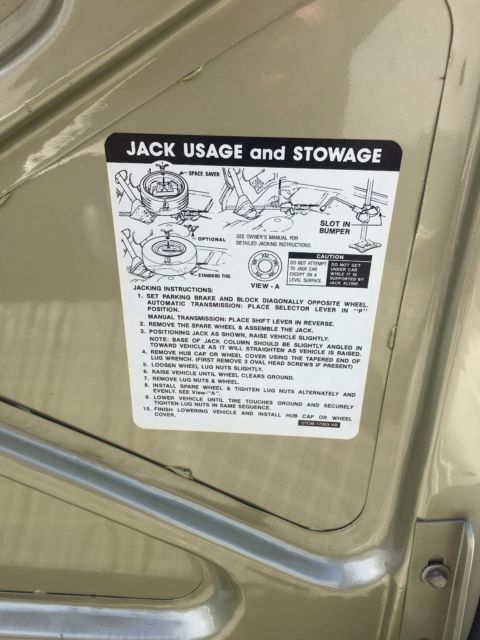 JACK USAGE and STOWAGE
SPACE SAVER
OPTIONAL
STANDARD TIRE
SEE OWNER'S MANUAL FOR
DETAILED JACKING INSTRUCTIONS.
SLOT IN
BUMPER
VIEW - A
CAUTION
DO NOT ATTEMPT
TO JACK CAR
EXCEPT ON A
LEVEL SURFACE
DO NOT GET
UNDER CAR
WHILE IT IS
SUPPORTED BY
JACK ALONE.
JACKING INSTRUCTIONS:
1. SET PARKING BRAKE AND BLOCK DIAGONALLY OPPOSITE WHEEL.
AUTOMATIC TRANSMISSION: PLACE SELECTOR LEVER IN "P"
POSITION.
MANUAL TRANSMISSION: PLACE SHIFT LEVER IN REVERSE.
2. REMOVE THE SPARE WHEEL & ASSEMBLE THE JACK.
3. POSITIONING JACK AS SHOWN, RAISE VEHICLE SLIGHTLY.
NOTE: BASE OF JACK COLUMN SHOULD BE SLIGHTLY ANGLED IN
TOWARD VEHICLE AS IT WILL STRAIGHTEN AS VEHICLE IS RAISED.
4. REMOVE HUB CAP OR WHEEL COVER USING THE TAPERED END OF
LUG WRENCH. (FIRST REMOVE 3 OVAL HEAD SCREWS IF PRESENT)
5. LOOSEN WHEEL LUG NUTS SLIGHTLY.
6. RAISE VEHICLE UNTIL WHEEL CLEARS GROUND.
7. REMOVE LUG NUTS & WHEEL.
8. INSTALL SPARE WHEEL & TIGHTEN LUG NUTS ALTERNATELY AND
EVENLY. SEE View-"A".
9. LOWER VEHICLE UNTIL TIRE TOUCHES GROUND AND SECURELY
TIGHTEN LUG NUTS IN SAME SEQUENCE.
10. FINISH LOWERING VEHICLE AND INSTALL HUB CAP OR WHEEL
COVER.